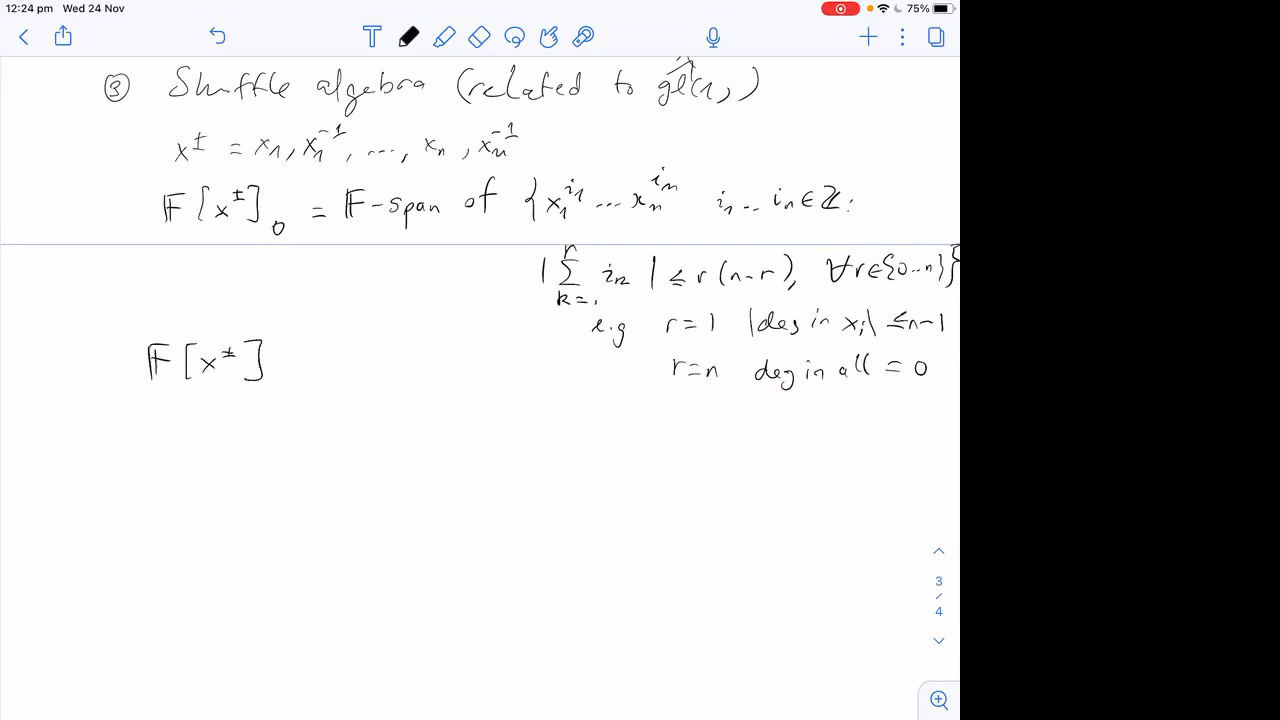 12:24 pm Wed 24 Nov 75%
③ Shuffle algebra (related to \hat{gl}(1, ))
x^± = x_1, x_1^{-1}, ..., x_n, x_n^{-1}
𝔽[x^±]_0 = 𝔽-span of {x_1^{i_1} ... x_n^{i_n} i_1 ... i_n ∈ ℤ :
|∑_{k=1}^{r} i_k| ≤ r(n-r), ∀r∈{0...n}}
e.g r=1 |deg in x_i| ≤ n-1
𝔽[x^±]
r=n deg in all = 0
3
/
4